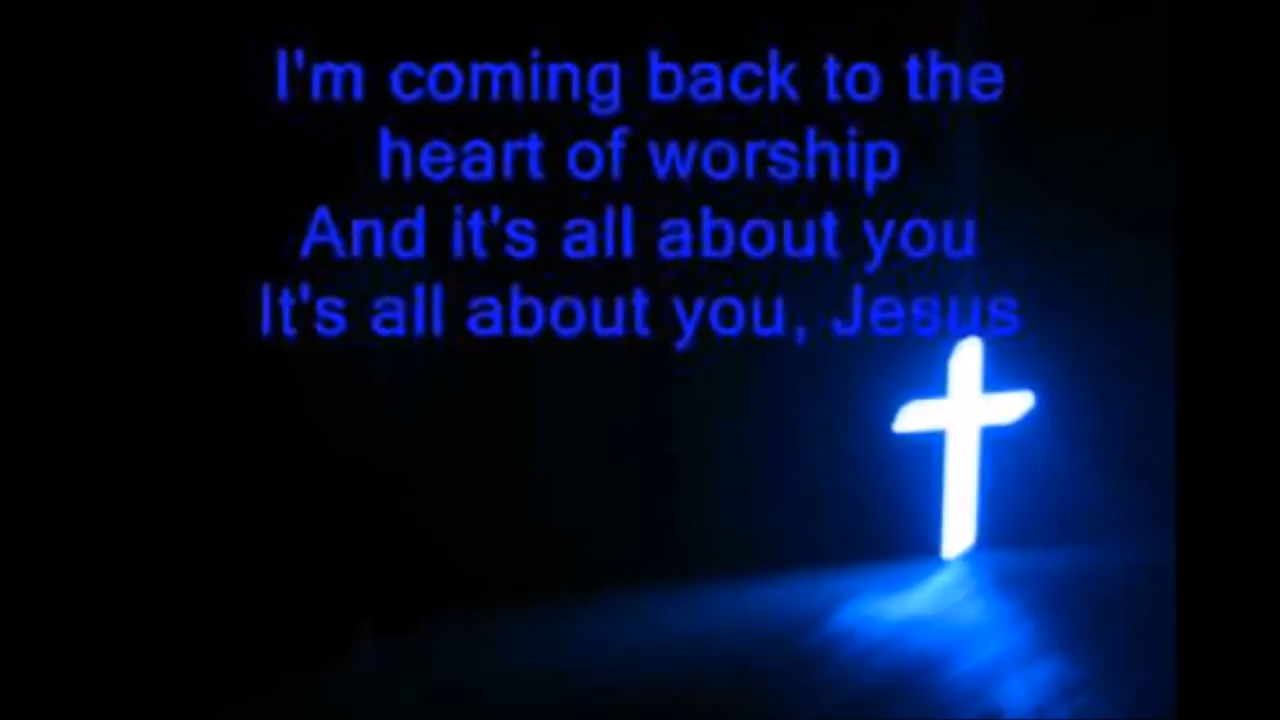 I'm coming back to the
heart of worship
And it's all about you
It's all about you, Jesus